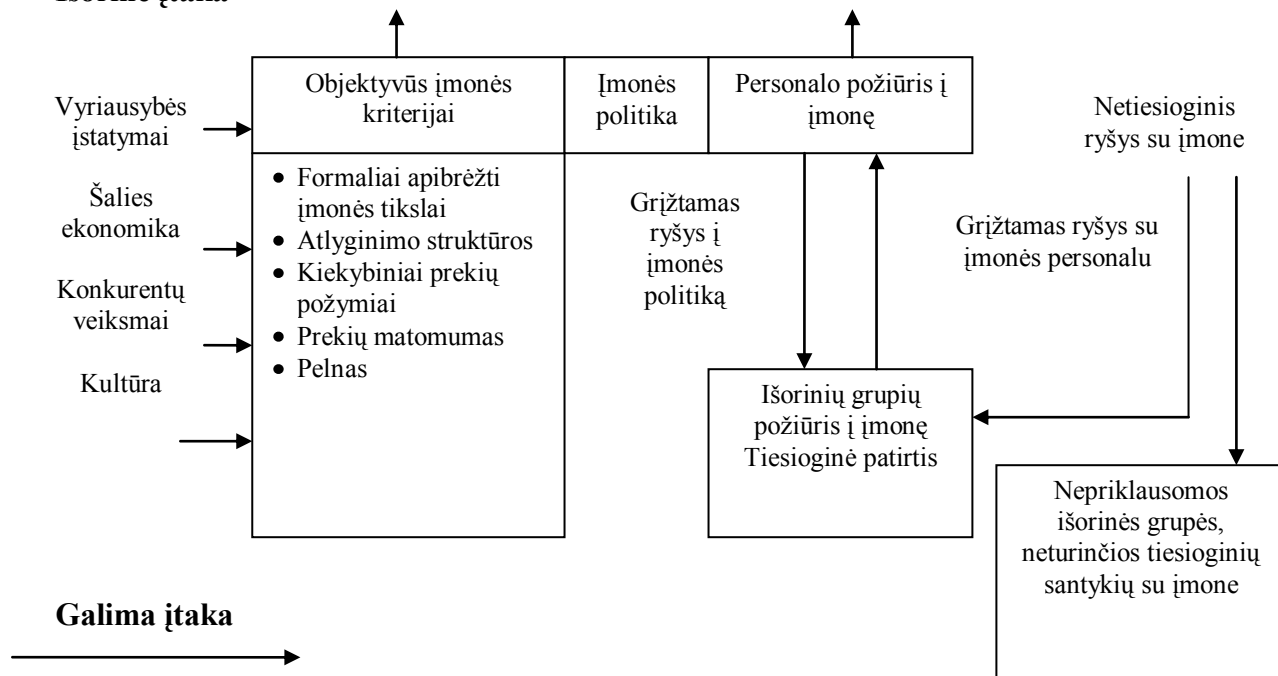 Išorinė įtaka
Objektyvūs įmonės
kriterijai
Įmonės
politika
Personalo požiūris į
įmonę
Vyriausybės
įstatymai
Šalies
ekonomika
Konkurentų
veiksmai
Kultūra
• Formaliai apibrėžti
įmonės tikslai
• Atlyginimo struktūros
• Kiekybiniai prekių
požymiai
• Prekių matomumas
• Pelnas
Grįžtamas
ryšys į
įmonės
politiką
Netiesioginis
ryšys su įmone
Grįžtamas ryšys su
įmonės personalu
Išorinių grupių
požiūris į įmonę
Tiesioginė patirtis
Nepriklausomos
išorinės grupės,
neturinčios tiesioginių
santykių su įmone
Galima įtaka